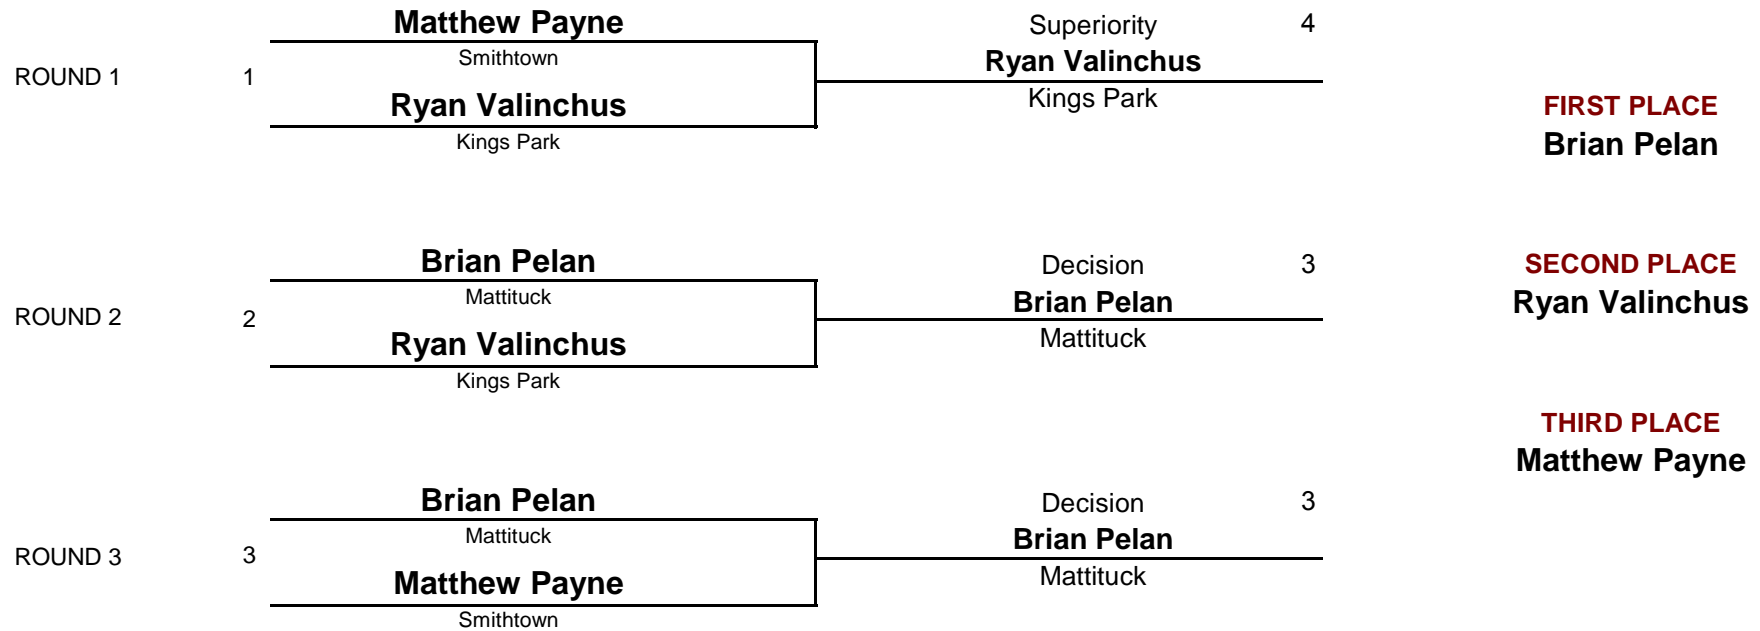 Matthew Payne
Smithtown
ROUND 1
1
Ryan Valinchus
Kings Park
Superiority 4
Ryan Valinchus
Kings Park
Brian Pelan
Mattituck
ROUND 2
2
Ryan Valinchus
Kings Park
Decision 3
Brian Pelan
Mattituck
Brian Pelan
Mattituck
ROUND 3
3
Matthew Payne
Smithtown
Decision 3
Brian Pelan
Mattituck
FIRST PLACE
Brian Pelan
SECOND PLACE
Ryan Valinchus
THIRD PLACE
Matthew Payne